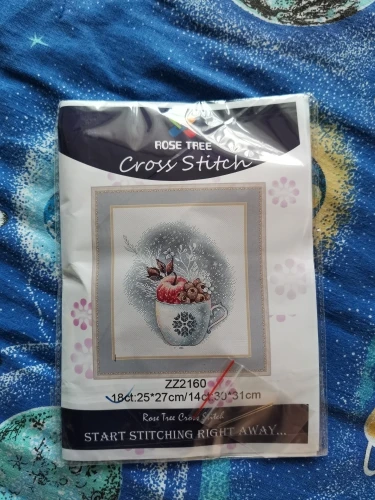 ROSE TREE
Cross Stitch
ZZ2160
18ct:25*27cm/14ct:30*31cm
Rose Tree Cross Stitch
START STITCHING RIGHT AWAY...